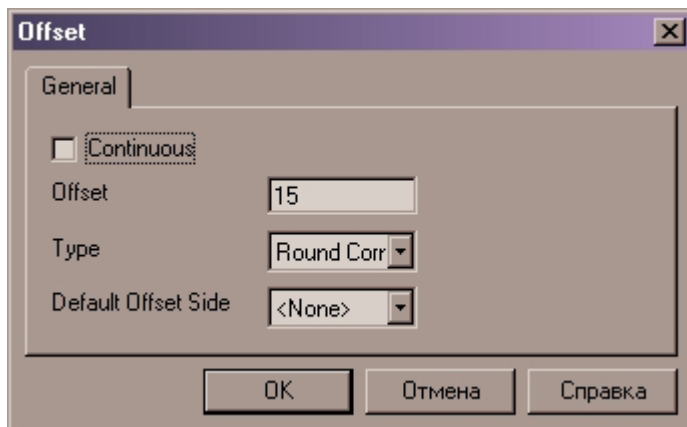 Offset
General
Continuous
Offset 15
Type Round Corr
Default Offset Side <None>
OK Отмена Справка